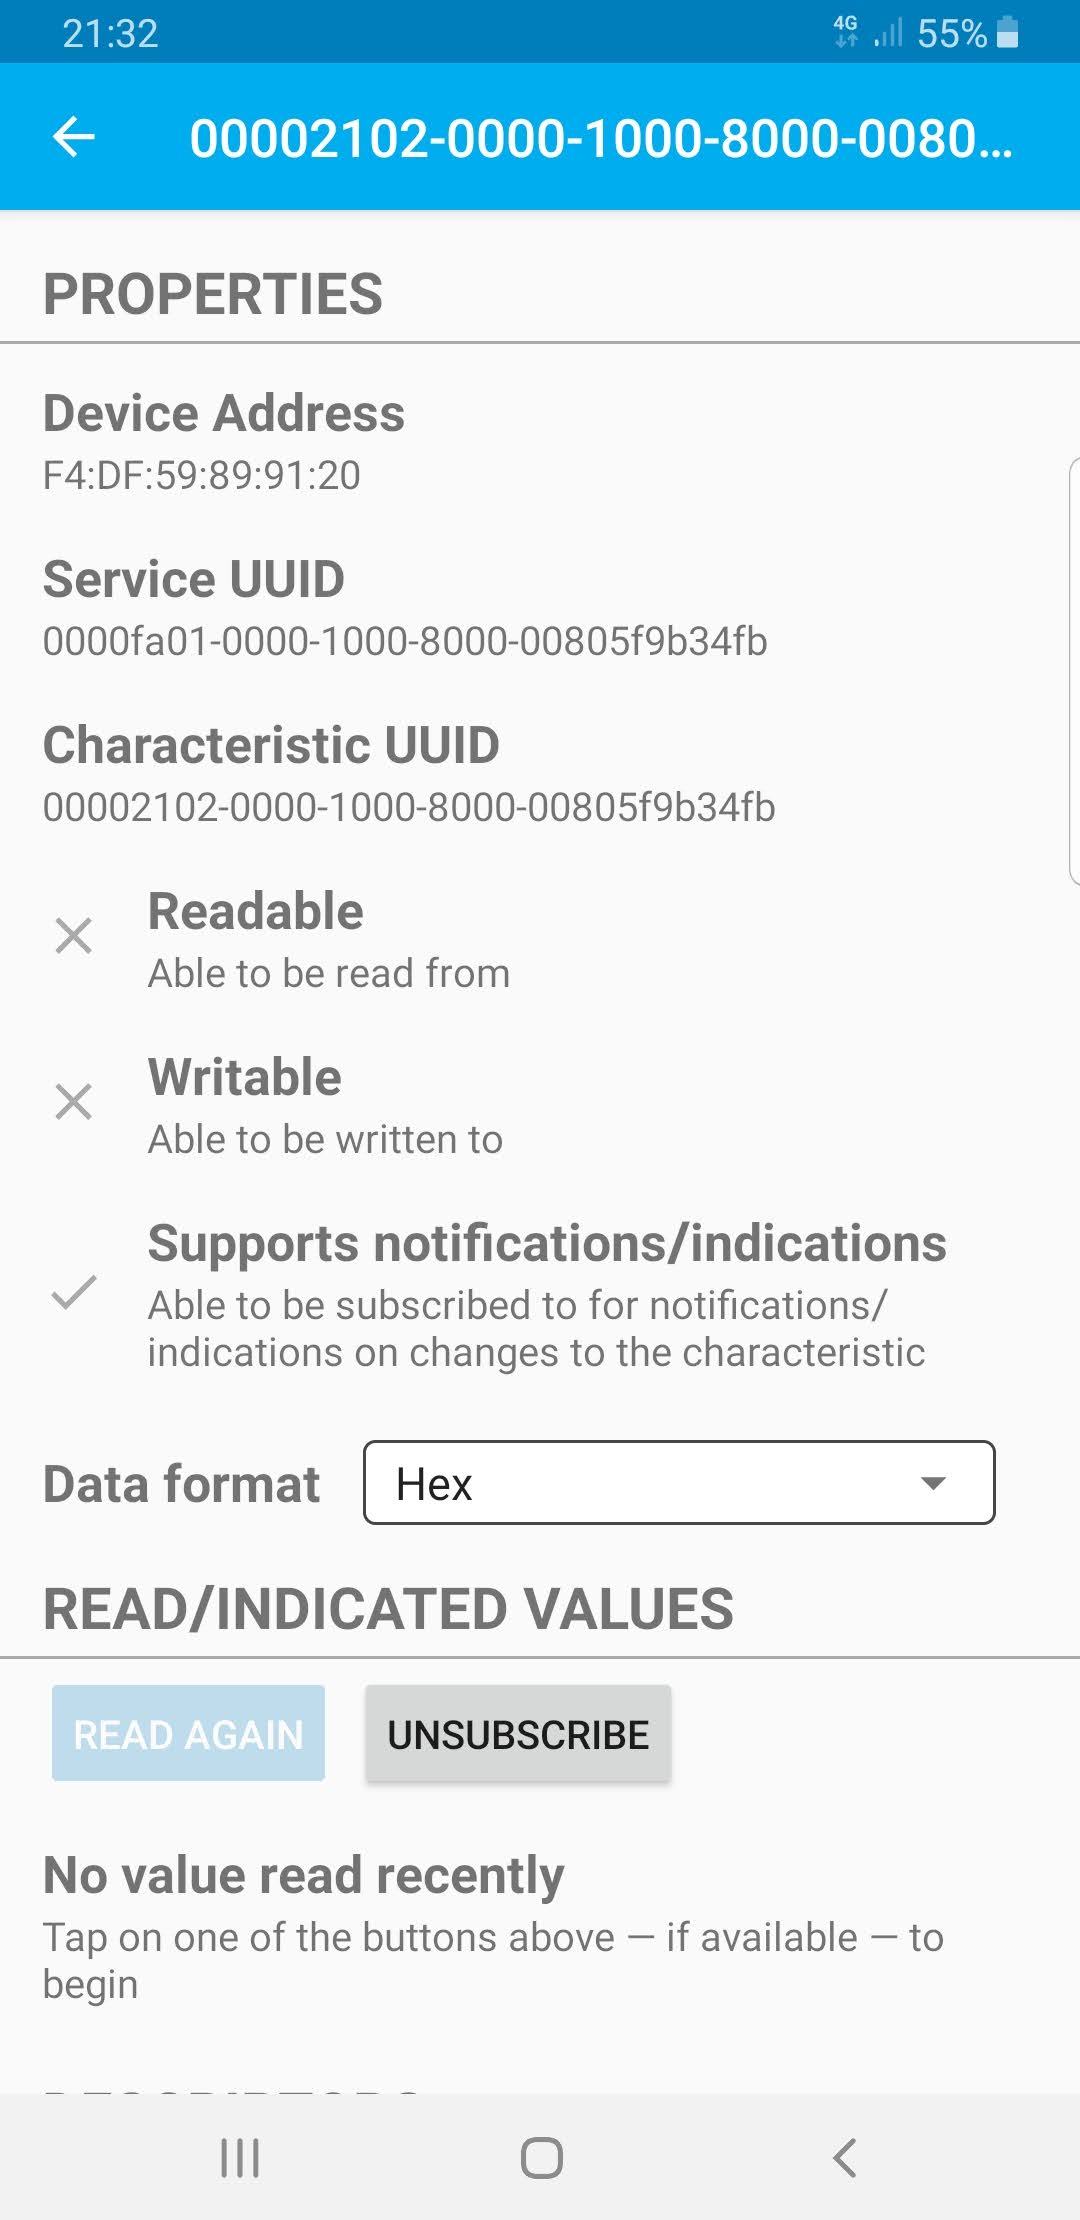 21:32
4G
55%
00002102-0000-1000-8000-0080...
PROPERTIES
Device Address
F4:DF:59:89:91:20
Service UUID
0000fa01-0000-1000-8000-00805f9b34fb
Characteristic UUID
00002102-0000-1000-8000-00805f9b34fb
Readable
Able to be read from
Writable
Able to be written to
Supports notifications/indications
Able to be subscribed to for notifications/
indications on changes to the characteristic
Data format
Hex
READ/INDICATED VALUES
READ AGAIN
UNSUBSCRIBE
No value read recently
Tap on one of the buttons above — if available — to
begin